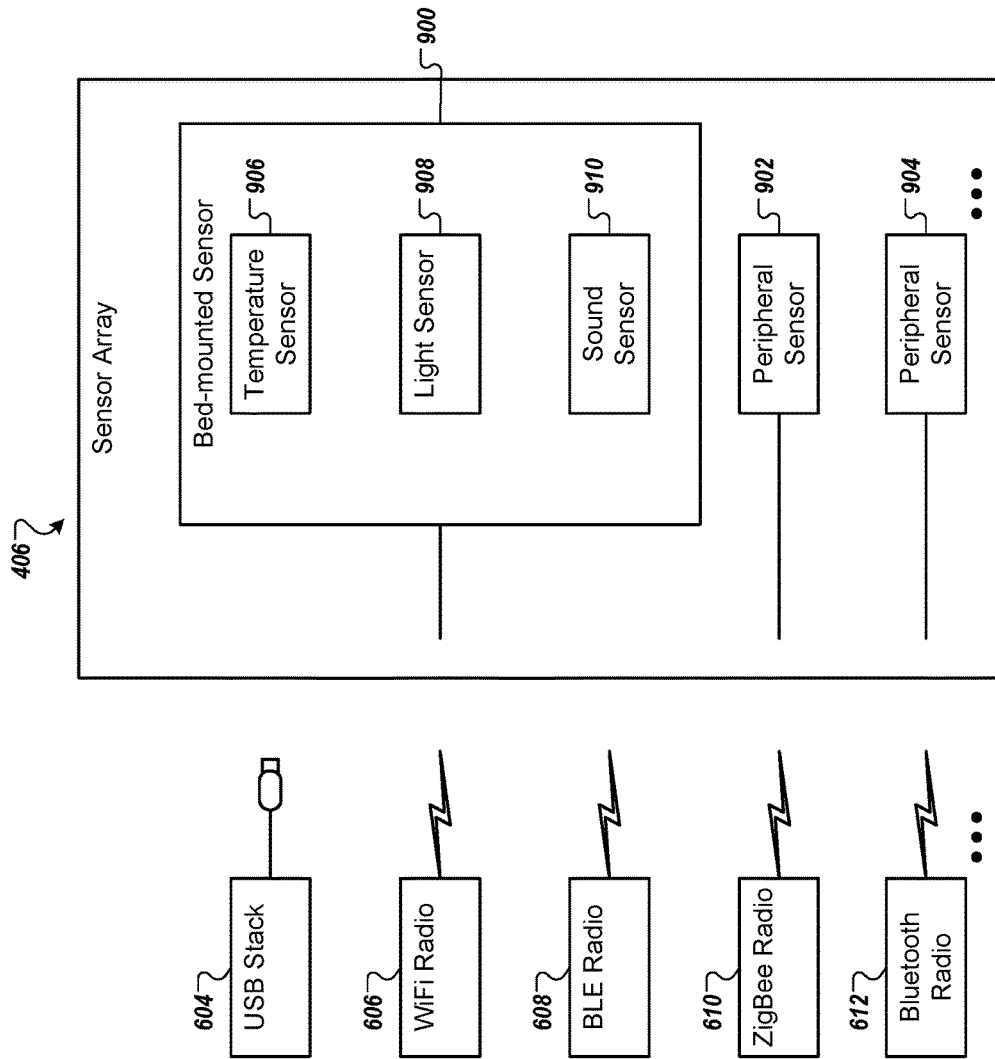 406
Sensor Array
900
Bed-mounted Sensor
604
USB Stack
906
Temperature
Sensor
606
WiFi Radio
908
Light Sensor
608
BLE Radio
910
Sound
Sensor
610
ZigBee Radio
902
Peripheral
Sensor
612
Bluetooth
Radio
904
Peripheral
Sensor